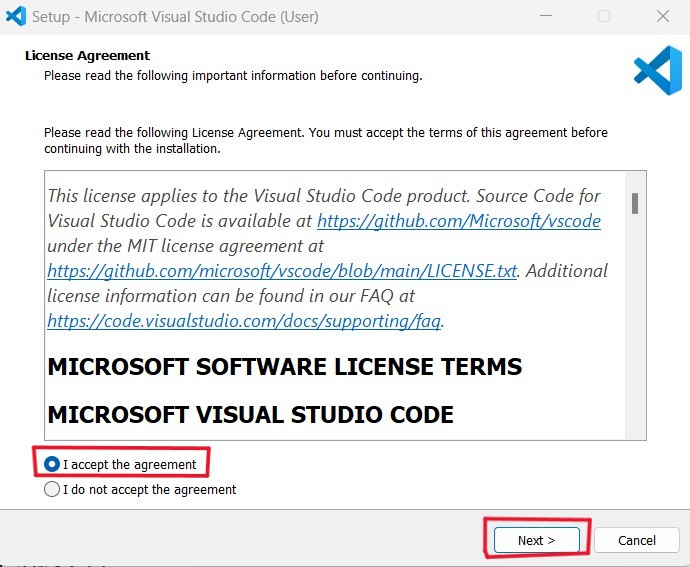 Setup - Microsoft Visual Studio Code (User)
License Agreement
Please read the following important information before continuing.
Please read the following License Agreement. You must accept the terms of this agreement before
continuing with the installation.
This license applies to the Visual Studio Code product. Source Code for
Visual Studio Code is available at https://github.com/Microsoft/vscode
under the MIT license agreement at
https://github.com/microsoft/vscode/blob/main/LICENSE.txt. Additional
license information can be found in our FAQ at
https://code.visualstudio.com/docs/supporting/faq.
MICROSOFT SOFTWARE LICENSE TERMS
MICROSOFT VISUAL STUDIO CODE
I accept the agreement
I do not accept the agreement
Next >
Cancel